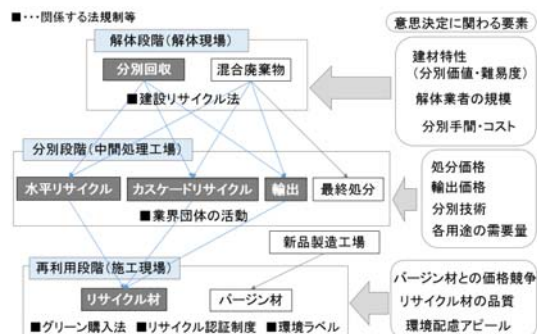 ■・・・関係する法規制等
意思決定に関わる要素
解体段階（解体現場）
分別回収
混合廃棄物
■建設リサイクル法
建材特性
（分別価値・難易度）
解体業者の規模
分別手間・コスト
分別段階（中間処理工場）
水平リサイクル
カスケードリサイクル
輸出
最終処分
■業界団体の活動
処分価格
輸出価格
分別技術
各用途の需要量
新品製造工場
再利用段階（施工現場）
リサイクル材
バージン材
■グリーン購入法 ■リサイクル認証制度 ■環境ラベル
バージン材との価格競争
リサイクル材の品質
環境配慮アピール